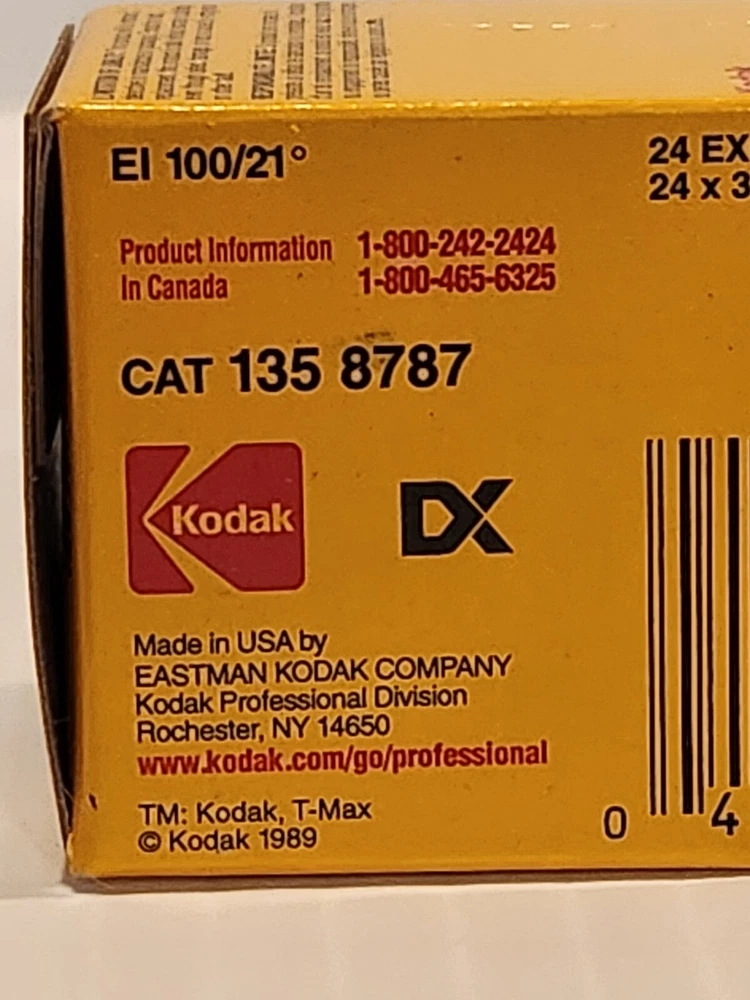 EI 100/21°
24 EX
24 x 3
Product Information 1-800-242-2424
In Canada 1-800-465-6325
CAT 135 8787
Kodak
DX
Made in USA by
EASTMAN KODAK COMPANY
Kodak Professional Division
Rochester, NY 14650
www.kodak.com/go/professional
TM: Kodak, T-Max
© Kodak 1989
0 4